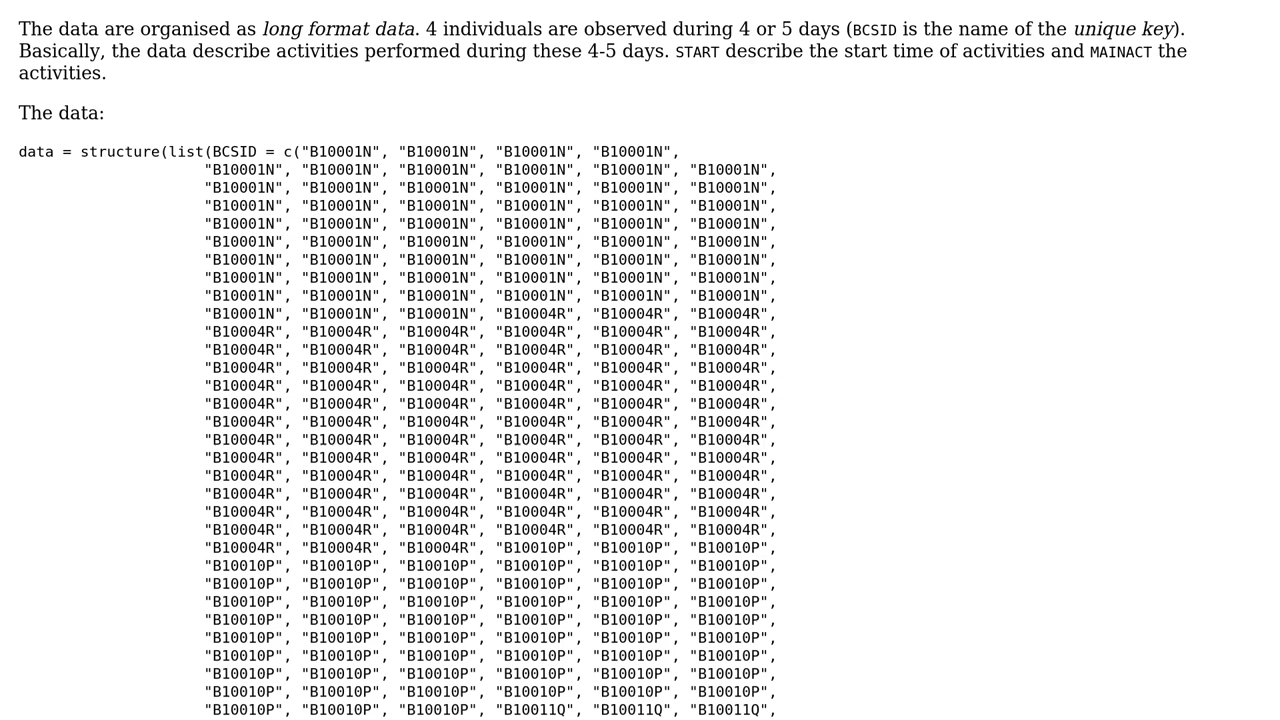 The data are organised as long format data. 4 individuals are observed during 4 or 5 days (BCSID is the name of the unique key).
Basically, the data describe activities performed during these 4-5 days. START describe the start time of activities and MAINACT the
activities.
The data:
data = structure(list(BCSID = c("B10001N", "B10001N", "B10001N", "B10001N",
"B10001N", "B10001N", "B10001N", "B10001N", "B10001N", "B10001N",
"B10001N", "B10001N", "B10001N", "B10001N", "B10001N", "B10001N",
"B10001N", "B10001N", "B10001N", "B10001N", "B10001N", "B10001N",
"B10001N", "B10001N", "B10001N", "B10001N", "B10001N", "B10001N",
"B10001N", "B10001N", "B10001N", "B10001N", "B10001N", "B10001N",
"B10001N", "B10001N", "B10001N", "B10001N", "B10001N", "B10001N",
"B10001N", "B10001N", "B10001N", "B10001N", "B10001N", "B10001N",
"B10001N", "B10001N", "B10001N", "B10001N", "B10001N", "B10001N",
"B10001N", "B10001N", "B10001N", "B10004R", "B10004R", "B10004R",
"B10004R", "B10004R", "B10004R", "B10004R", "B10004R", "B10004R",
"B10004R", "B10004R", "B10004R", "B10004R", "B10004R", "B10004R",
"B10004R", "B10004R", "B10004R", "B10004R", "B10004R", "B10004R",
"B10004R", "B10004R", "B10004R", "B10004R", "B10004R", "B10004R",
"B10004R", "B10004R", "B10004R", "B10004R", "B10004R", "B10004R",
"B10004R", "B10004R", "B10004R", "B10004R", "B10004R", "B10004R",
"B10004R", "B10004R", "B10004R", "B10004R", "B10004R", "B10004R",
"B10004R", "B10004R", "B10004R", "B10004R", "B10004R", "B10004R",
"B10004R", "B10004R", "B10004R", "B10004R", "B10004R", "B10004R",
"B10004R", "B10004R", "B10004R", "B10004R", "B10004R", "B10004R",
"B10004R", "B10004R", "B10004R", "B10004R", "B10004R", "B10004R",
"B10004R", "B10004R", "B10004R", "B10004R", "B10004R", "B10004R",
"B10004R", "B10004R", "B10004R", "B10010P", "B10010P", "B10010P",
"B10010P", "B10010P", "B10010P", "B10010P", "B10010P", "B10010P",
"B10010P", "B10010P", "B10010P", "B10010P", "B10010P", "B10010P",
"B10010P", "B10010P", "B10010P", "B10010P", "B10010P", "B10010P",
"B10010P", "B10010P", "B10010P", "B10010P", "B10010P", "B10010P",
"B10010P", "B10010P", "B10010P", "B10010P", "B10010P", "B10010P",
"B10010P", "B10010P", "B10010P", "B10010P", "B10010P", "B10010P",
"B10010P", "B10010P", "B10010P", "B10010P", "B10010P", "B10010P",
"B10010P", "B10010P", "B10010P", "B10010P", "B10010P", "B10010P",
"B10010P", "B10010P", "B10010P", "B10011Q", "B10011Q", "B10011Q",